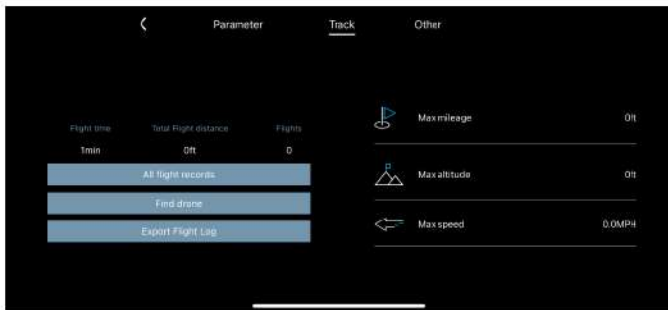 Parameter Track Other
Flight time Total Flight distance Flights
1min 0ft 0
All flight records
Find drone
Export Flight Log
Max mileage 0ft
Max altitude 0ft
Max speed 0.0MPH